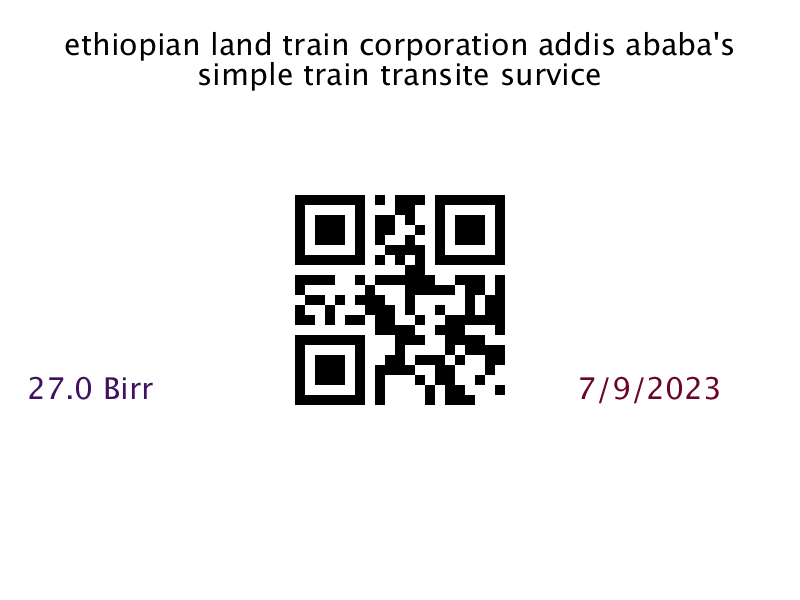 ethiopian land train corporation addis ababa's
simple train transite survice
27.0 Birr
7/9/2023